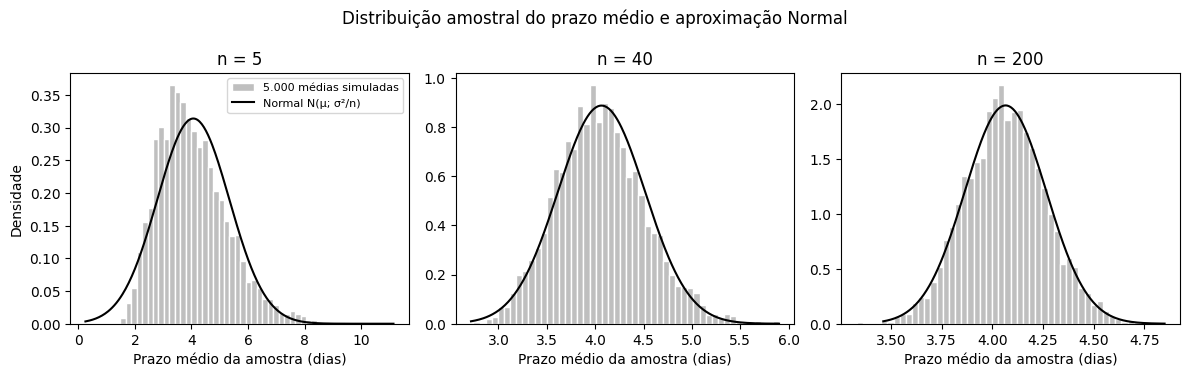 Distribuição amostral do prazo médio e aproximação Normal
n = 5
n = 40
n = 200
5.000 médias simuladas
Normal N(μ; σ²/n)
Densidade
0.35
0.30
0.25
0.20
0.15
0.10
0.05
0.00
0 2 4 6 8 10
Prazo médio da amostra (dias)
1.0
0.8
0.6
0.4
0.2
0.0
3.0 3.5 4.0 4.5 5.0 5.5 6.0
Prazo médio da amostra (dias)
2.0
1.5
1.0
0.5
0.0
3.50 3.75 4.00 4.25 4.50 4.75
Prazo médio da amostra (dias)